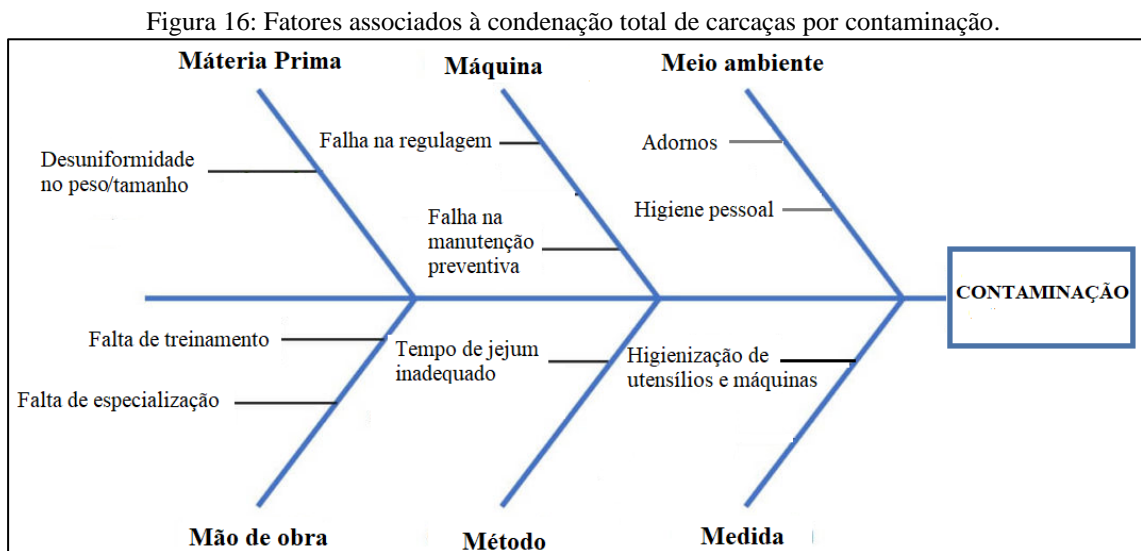 Figura 16: Fatores associados à condenação total de carcaças por contaminação.
Máteria Prima
Máquina
Meio ambiente
Falha na regulagem
Adornos
Desuniformidade
no peso/tamanho
Higiene pessoal
Falha na
manutenção
preventiva
CONTAMINAÇÃO
Falta de treinamento
Tempo de jejum
inadequado
Higienização de
utensílios e máquinas
Falta de especialização
Mão de obra
Método
Medida